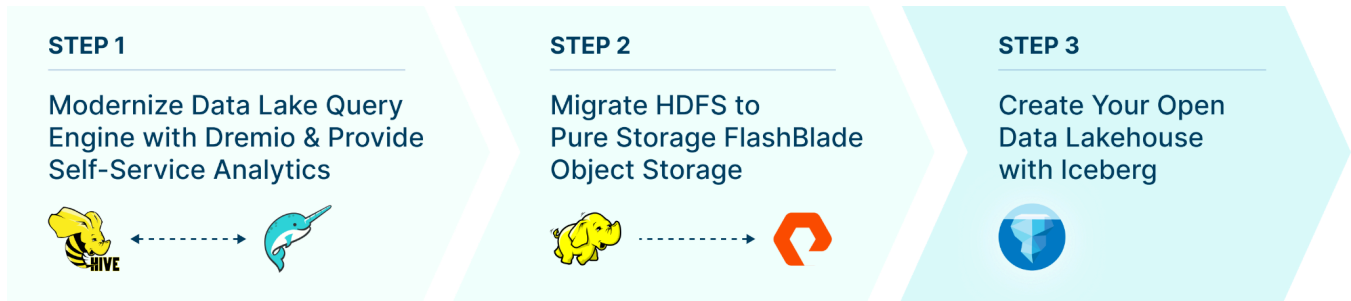 STEP 1
Modernize Data Lake Query
Engine with Dremio & Provide
Self-Service Analytics
HIVE
STEP 2
Migrate HDFS to
Pure Storage FlashBlade
Object Storage
STEP 3
Create Your Open
Data Lakehouse
with Iceberg